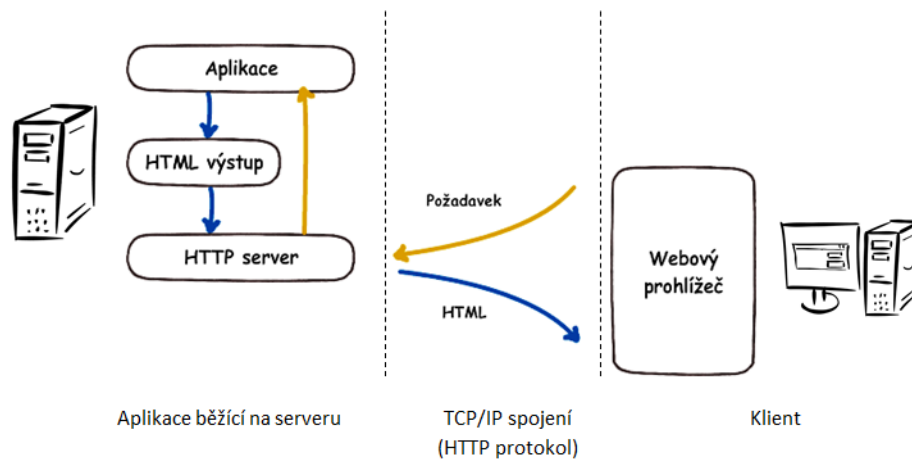 Aplikace
HTML výstup
HTTP server
Požadavek
HTML
Webový
prohlížeč
Aplikace běžící na serveru
TCP/IP spojení
(HTTP protokol)
Klient